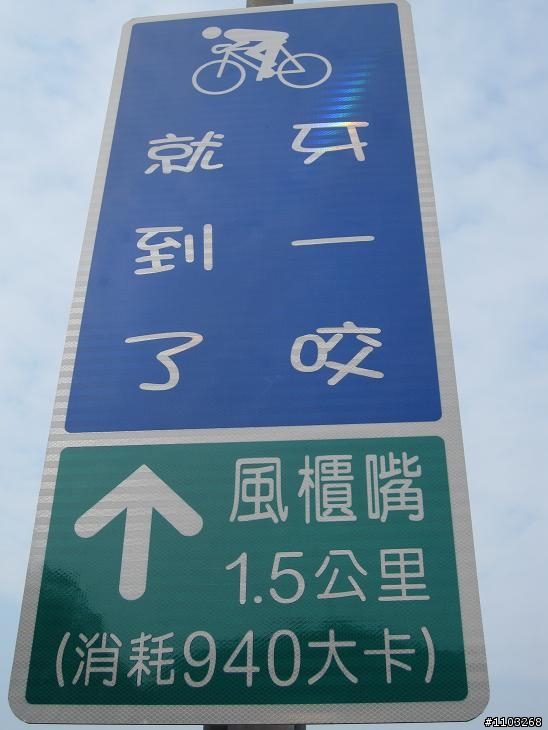 牙一咬
就到了
風櫃嘴
1.5公里
(消耗940大卡)
#1103268